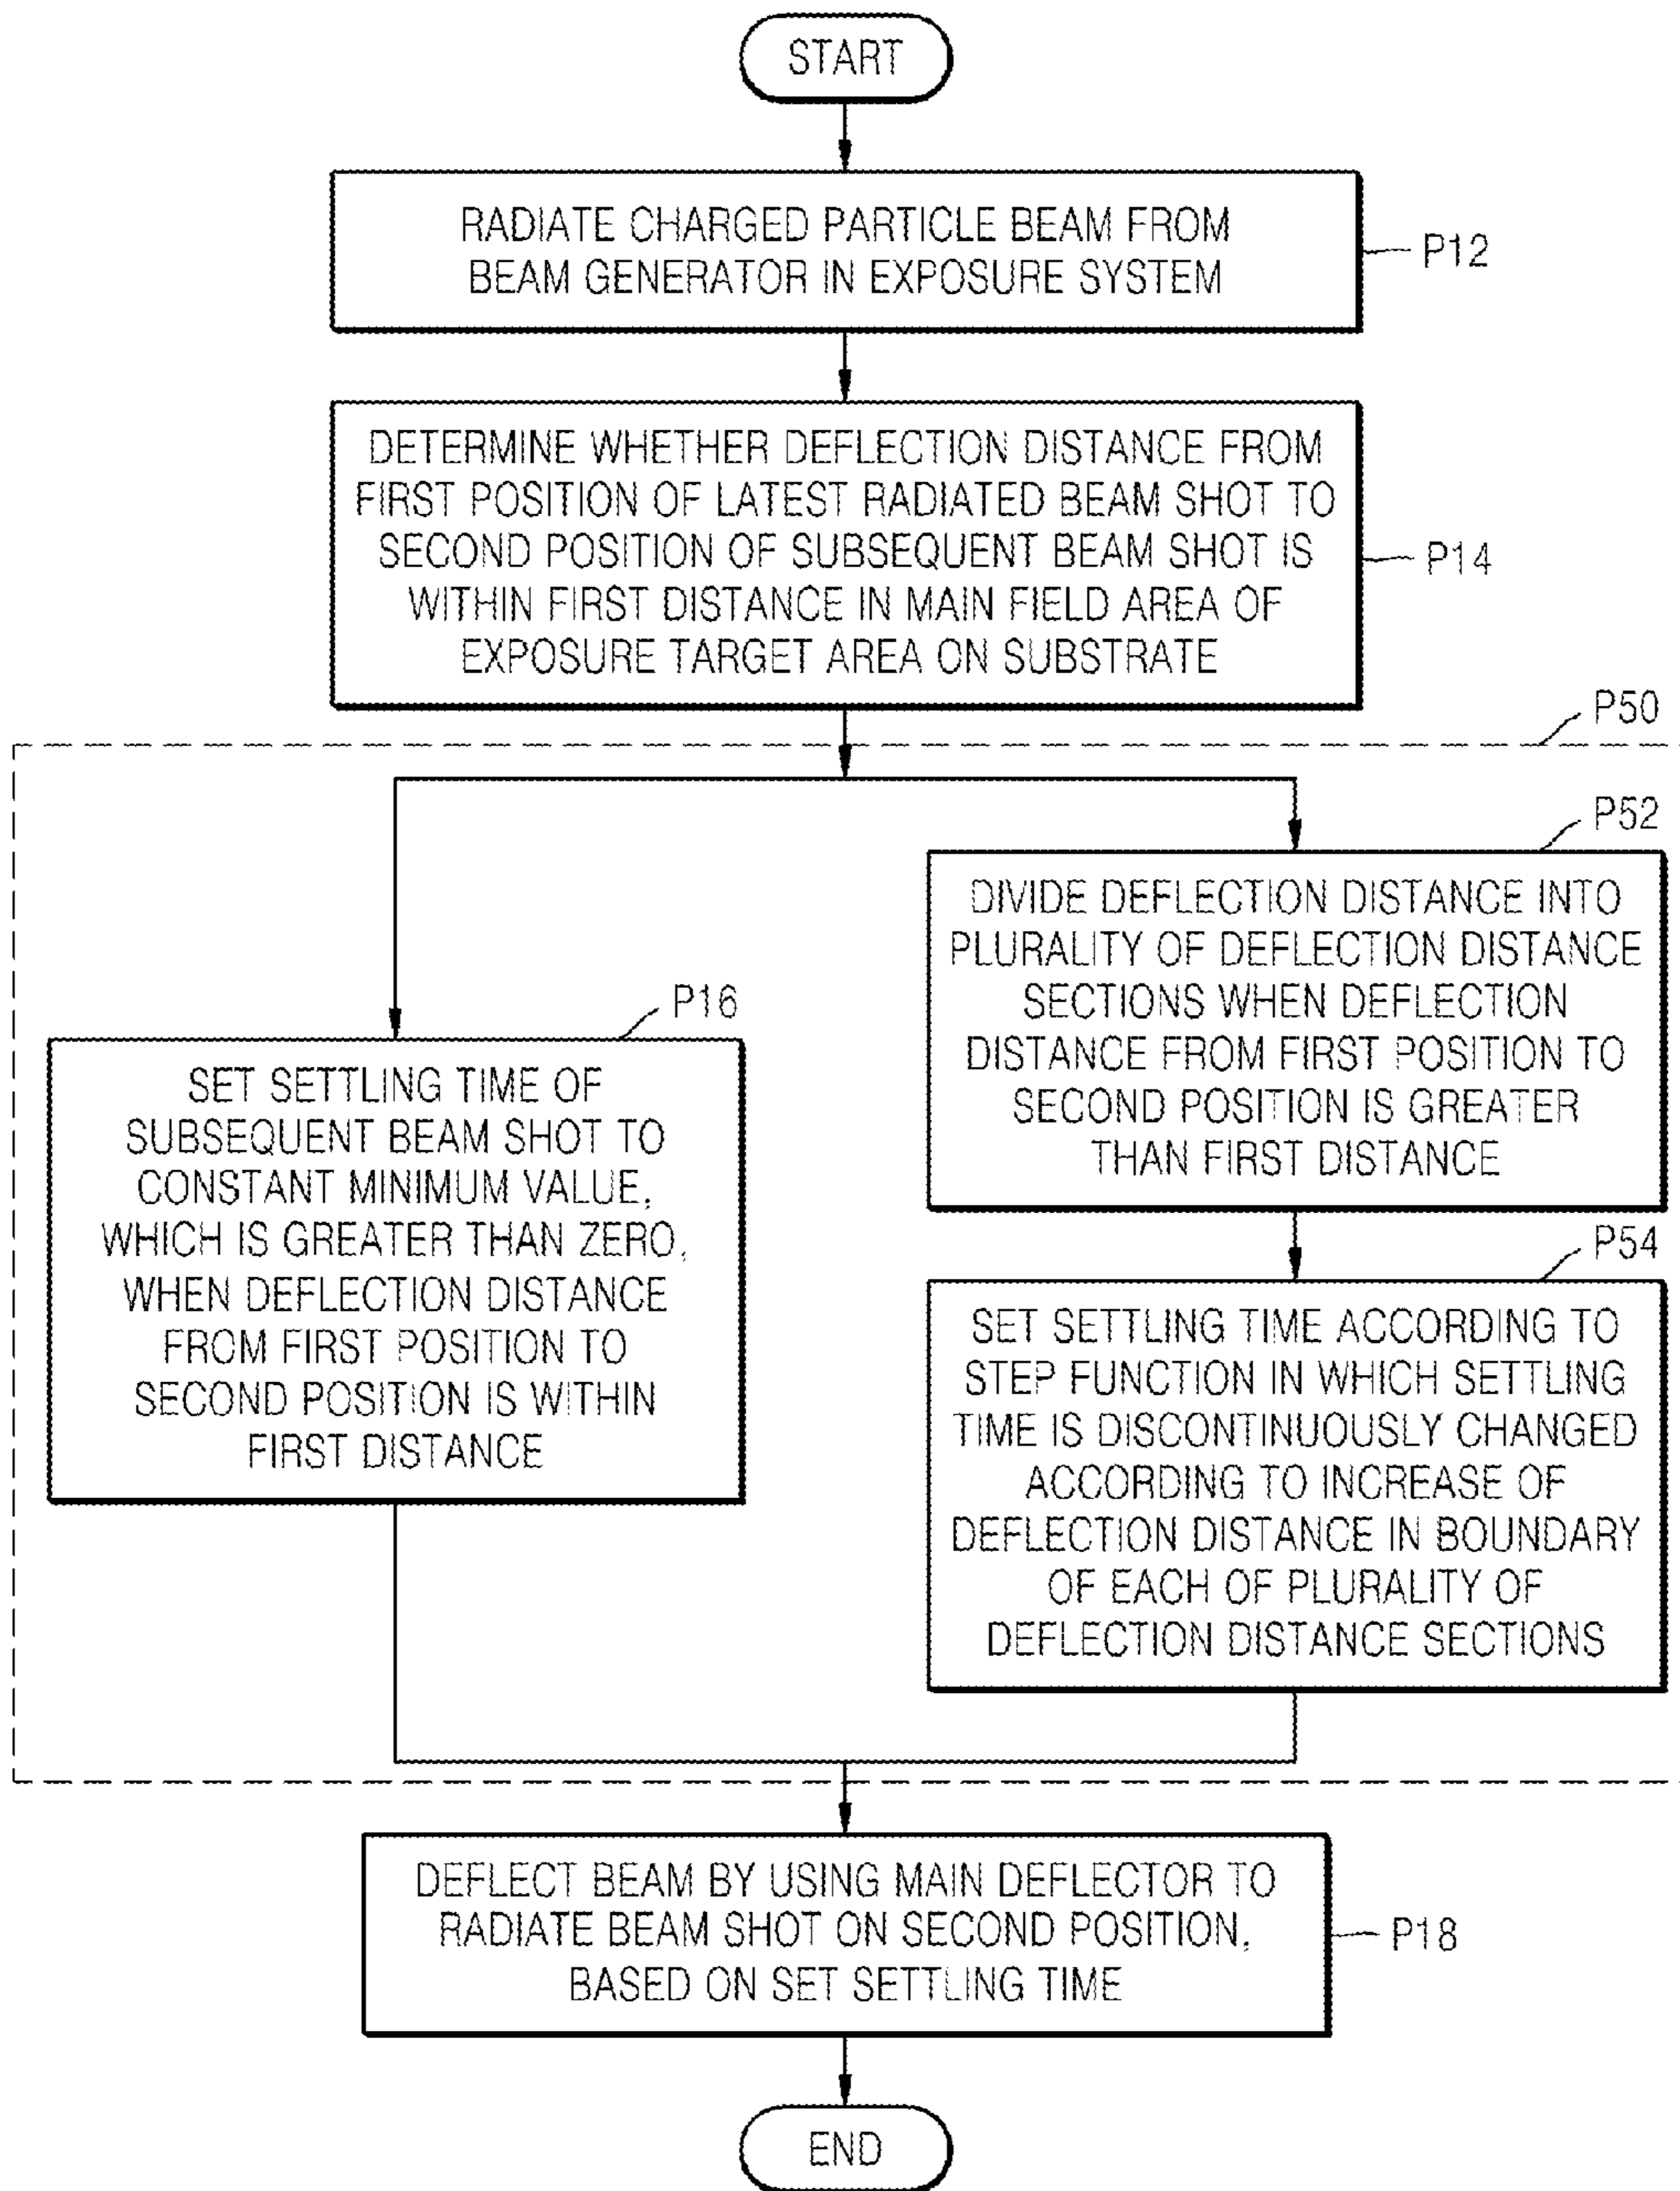 START
RADIATE CHARGED PARTICLE BEAM FROM
BEAM GENERATOR IN EXPOSURE SYSTEM
P12
DETERMINE WHETHER DEFLECTION DISTANCE FROM
FIRST POSITION OF LATEST RADIATED BEAM SHOT TO
SECOND POSITION OF SUBSEQUENT BEAM SHOT IS
WITHIN FIRST DISTANCE IN MAIN FIELD AREA OF
EXPOSURE TARGET AREA ON SUBSTRATE
P14
P50
P16
SET SETTLING TIME OF
SUBSEQUENT BEAM SHOT TO
CONSTANT MINIMUM VALUE,
WHICH IS GREATER THAN ZERO,
WHEN DEFLECTION DISTANCE
FROM FIRST POSITION TO
SECOND POSITION IS WITHIN
FIRST DISTANCE
P52
DIVIDE DEFLECTION DISTANCE INTO
PLURALITY OF DEFLECTION DISTANCE
SECTIONS WHEN DEFLECTION
DISTANCE FROM FIRST POSITION TO
SECOND POSITION IS GREATER
THAN FIRST DISTANCE
P54
SET SETTLING TIME ACCORDING TO
STEP FUNCTION IN WHICH SETTLING
TIME IS DISCONTINUOUSLY CHANGED
ACCORDING TO INCREASE OF
DEFLECTION DISTANCE IN BOUNDARY
OF EACH OF PLURALITY OF
DEFLECTION DISTANCE SECTIONS
DEFLECT BEAM BY USING MAIN DEFLECTOR TO
RADIATE BEAM SHOT ON SECOND POSITION,
BASED ON SET SETTLING TIME
P18
END